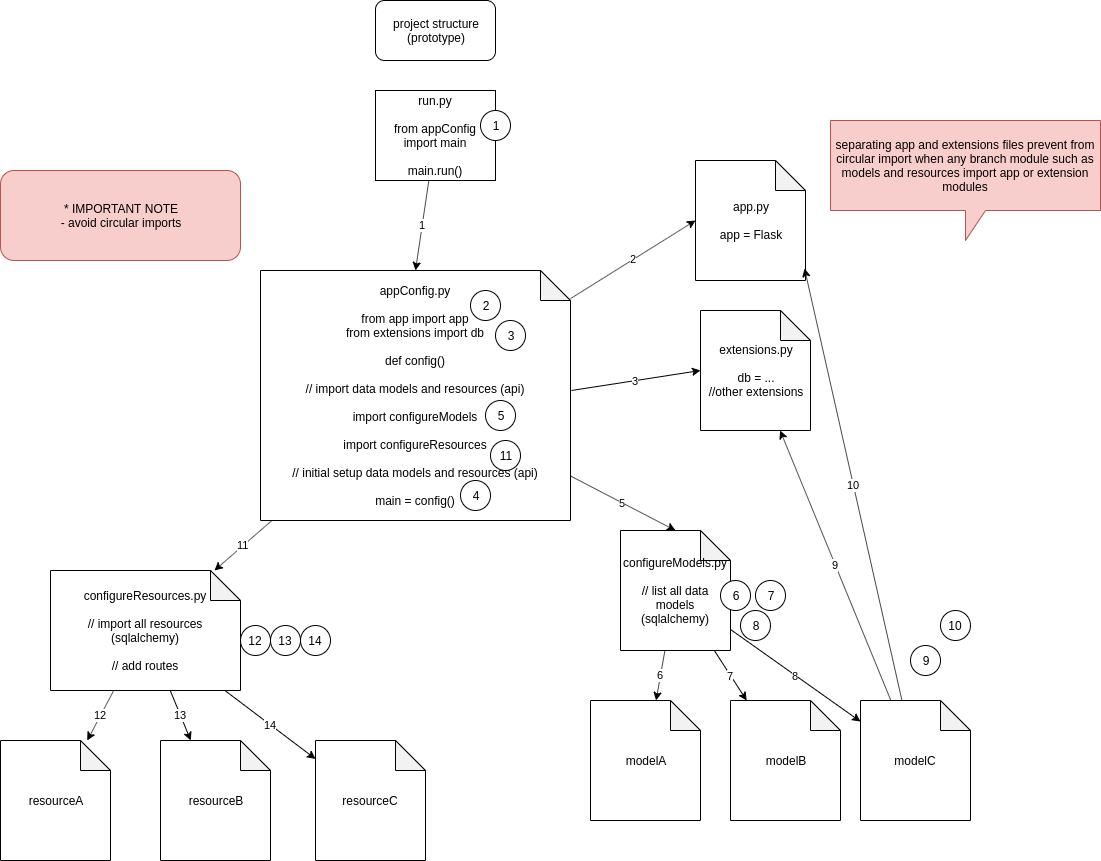 project structure
(prototype)
run.py
from appConfig
import main
main.run()
1
1
* IMPORTANT NOTE
- avoid circular imports
separating app and extensions files prevent from
circular import when any branch module such as
models and resources import app or extension
modules
app.py
app = Flask
2
extensions.py
db = ...
//other extensions
3
appConfig.py
from app import app
2
from extensions import db
3
def config()
// import data models and resources (api)
import configureModels
5
import configureResources
11
// initial setup data models and resources (api)
main = config()
4
5
10
9
11
configureResources.py
// import all resources
(sqlalchemy)
// add routes
12
13
14
configureModels.py
// list all data
models
(sqlalchemy)
6
7
8
10
9
6
7
8
12
13
14
modelA
modelB
modelC
resourceA
resourceB
resourceC